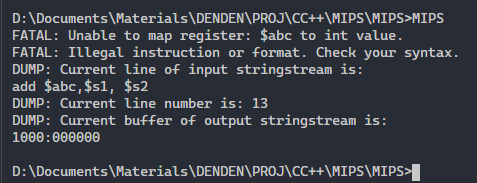 D:\Documents\Materials\DENDEN\PROJ\CC++\MIPS\MIPS>MIPS
FATAL: Unable to map register: $abc to int value.
FATAL: Illegal instruction or format. Check your syntax.
DUMP: Current line of input stringstream is:
add $abc,$s1, $s2
DUMP: Current line number is: 13
DUMP: Current buffer of output stringstream is:
1000:000000
D:\Documents\Materials\DENDEN\PROJ\CC++\MIPS\MIPS>